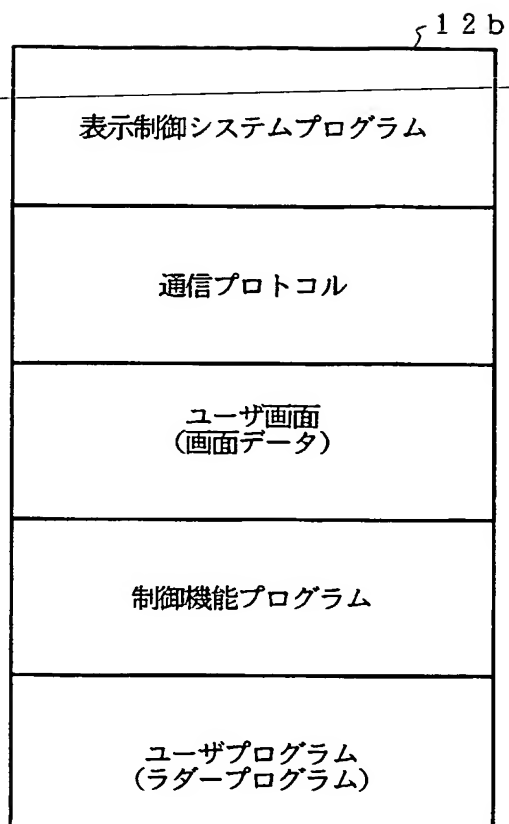 12b
表示制御システムプログラム
通信プロトコル
ユーザ画面
(画面データ)
制御機能プログラム
ユーザプログラム
(ラダープログラム)